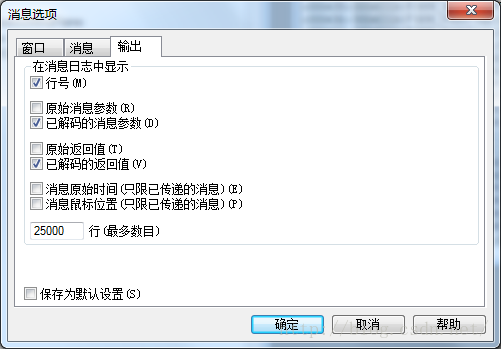 消息选项
窗口 消息 输出
在消息日志中显示
行号(M)
原始消息参数(R)
已解码的消息参数(D)
原始返回值(T)
已解码的返回值(V)
消息原始时间(只限已传递的消息)(E)
消息鼠标位置(只限已传递的消息)(P)
25000 行(最多数目)
保存为默认设置(S)
确定 取消 帮助